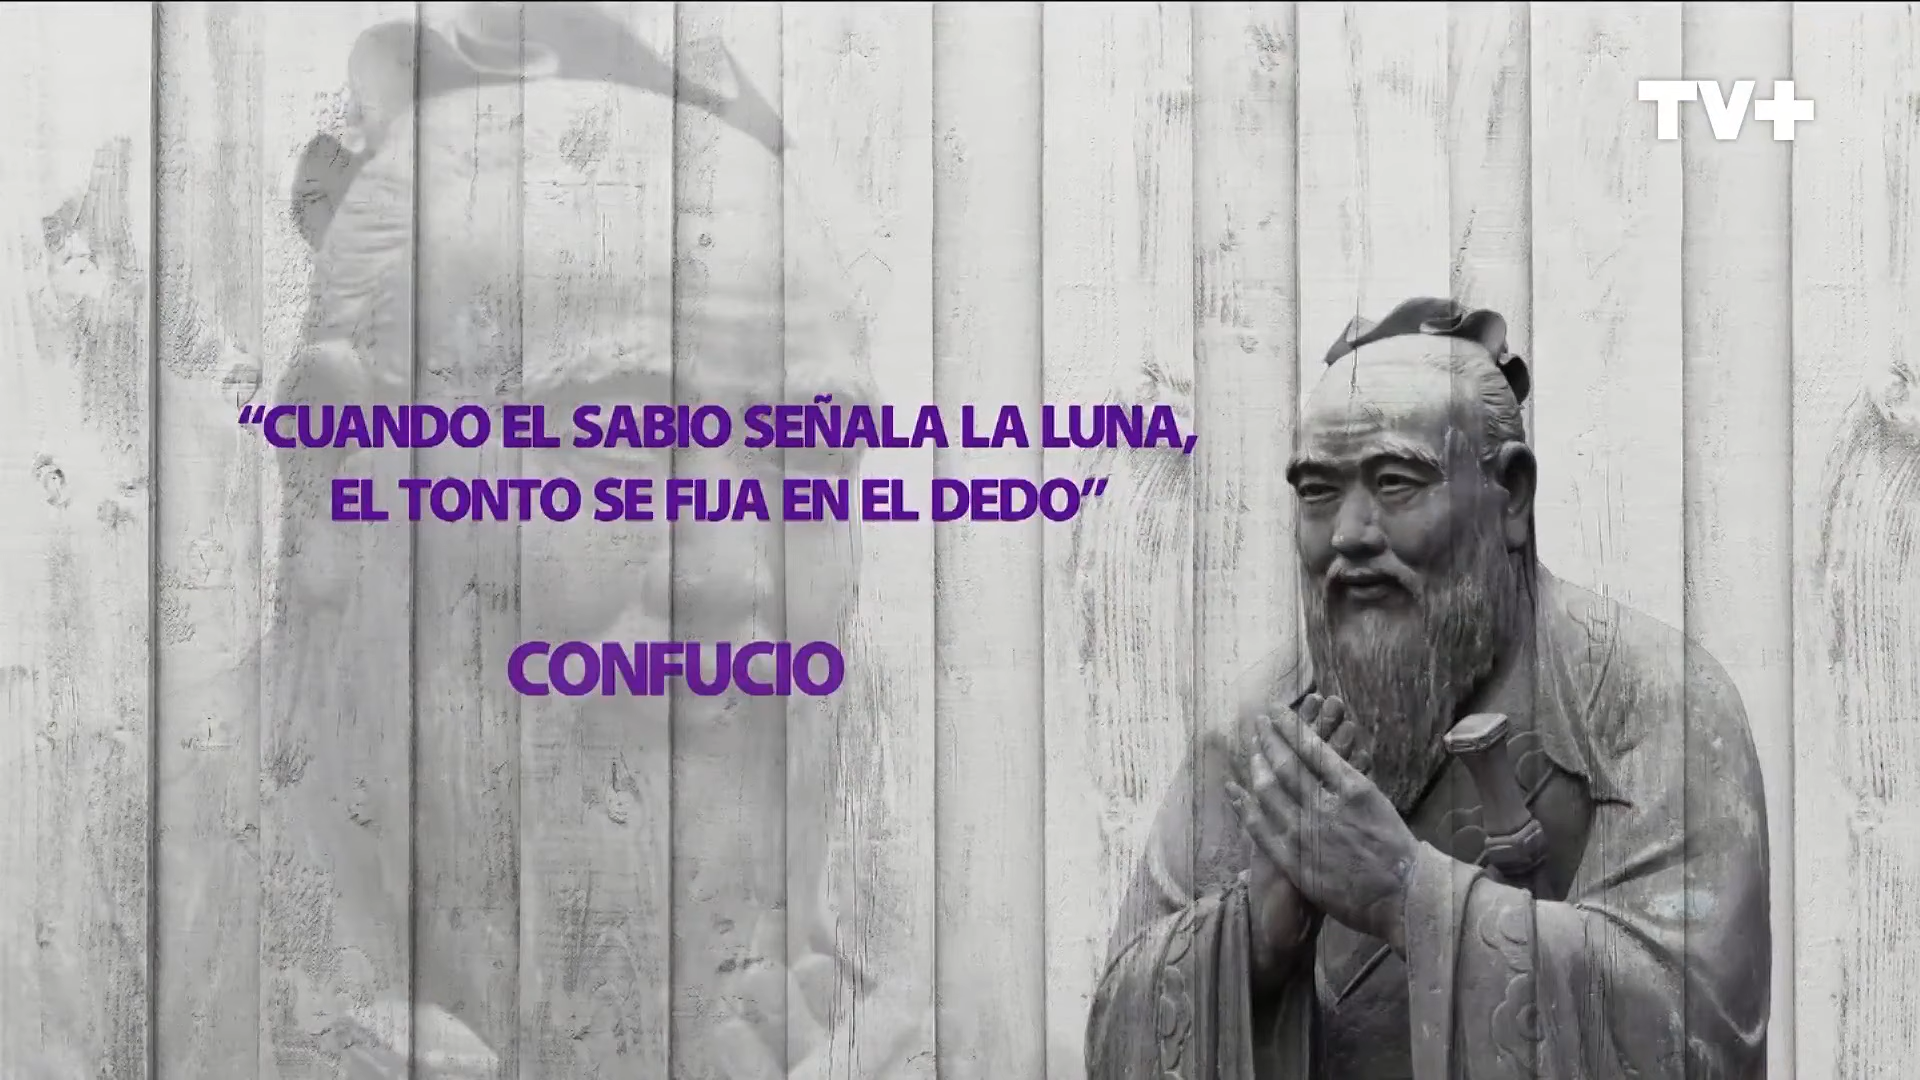 TV+
“CUANDO EL SABIO SEÑALA LA LUNA,
EL TONTO SE FIJA EN EL DEDO”
CONFUCIO